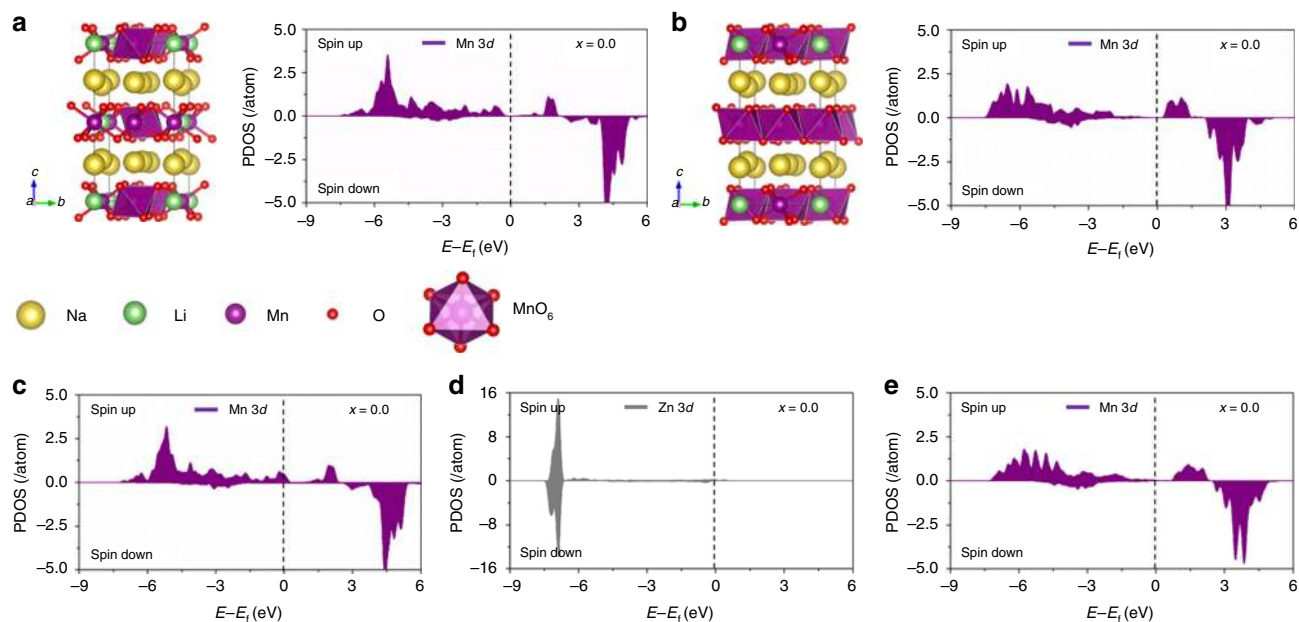 a
Spin up
Mn 3d
x = 0.0
5.0
2.5
0.0
–2.5
–5.0
PDOS (/atom)
Spin down
–9
–6
–3
0
3
6
E–Ef (eV)
c
a
b
b
Spin up
Mn 3d
x = 0.0
5.0
2.5
0.0
–2.5
–5.0
PDOS (/atom)
Spin down
–9
–6
–3
0
3
6
E–Ef (eV)
c
a
b
Na
Li
Mn
O
MnO6
c
Spin up
Mn 3d
x = 0.0
5.0
2.5
0.0
–2.5
–5.0
PDOS (/atom)
Spin down
–9
–6
–3
0
3
6
E–Ef (eV)
d
Spin up
Zn 3d
x = 0.0
16
8
0
–8
–16
PDOS (/atom)
Spin down
–9
–6
–3
0
3
6
E–Ef (eV)
e
Spin up
Mn 3d
x = 0.0
5.0
2.5
0.0
–2.5
–5.0
PDOS (/atom)
Spin down
–9
–6
–3
0
3
6
E–Ef (eV)